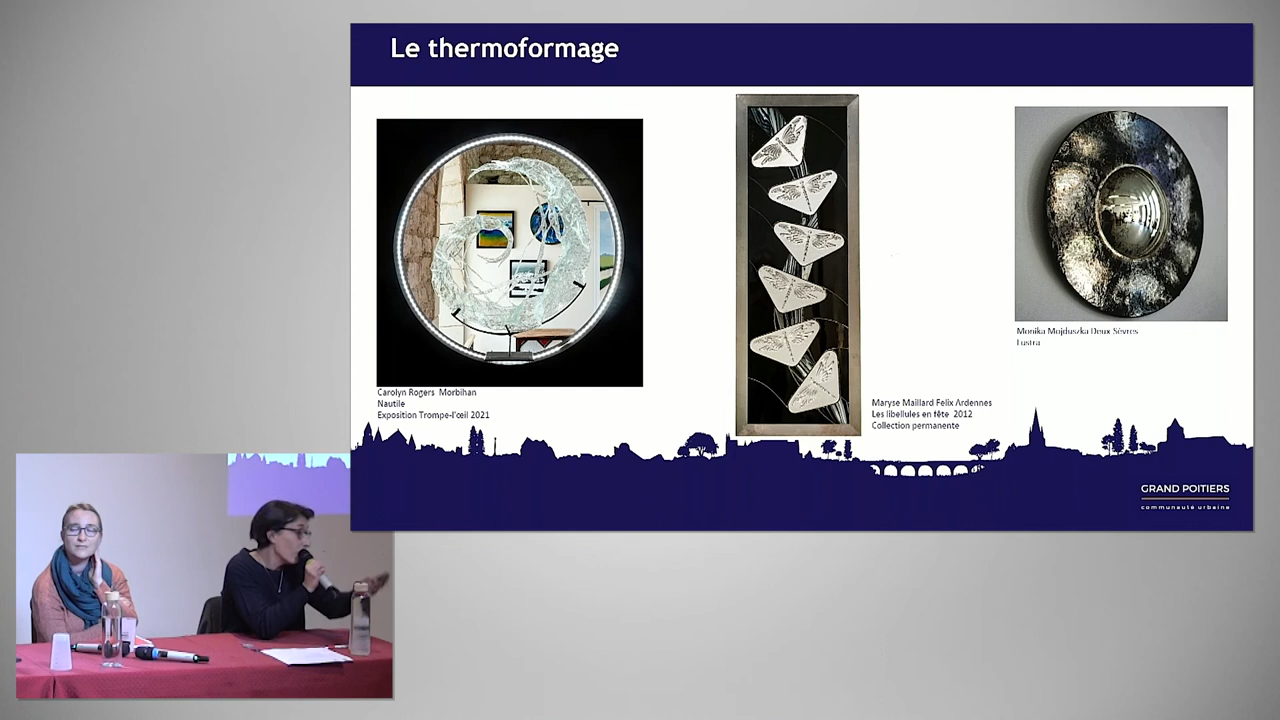 Le thermoformage
Carolyn Rogers Morbihan
Nautile
Exposition Trompe-l'œil 2021
Maryse Maillard Felix Ardennes
Les libellules en fête 2012
Collection permanente
Monika Mojduszka Deux Sèvres
Lustra
GRAND POITIERS
communauté urbaine